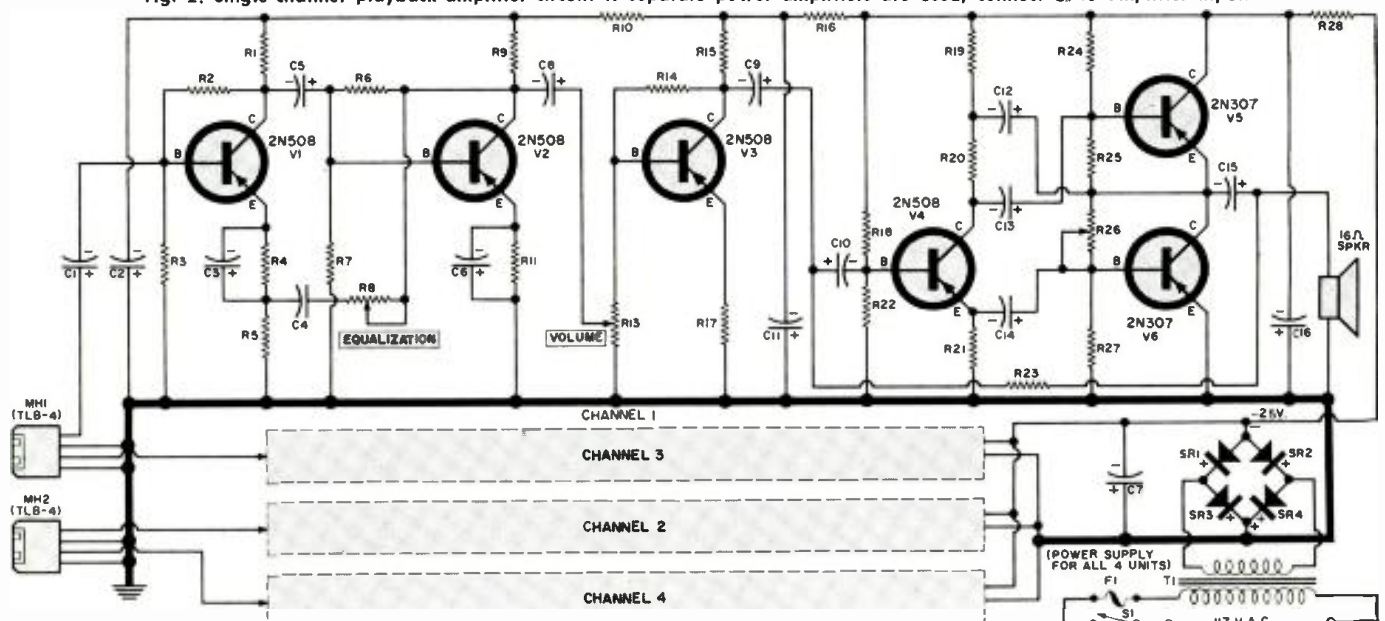 R10
R16
R28
R1
R9
R15
R19
R24
R2
C5
R6
C8
R14
C9
C12
C
2N508
V1
C
2N508
V2
C
2N508
V3
R20
B
C
2N307
V5
B
B
B
R25
E
E
E
E
C13
C15
2N508
V4
C
R18
R26
C
16Ω
SPKR
C10
B
B
C1
C2
R3
C3
R4
R7
C6
R11
R22
E
C14
E
2N307
V6
R8
R13
R17
C11
C16
C4
EQUALIZATION
VOLUME
R5
R21
R27
R23
MH1
(TLB-4)
CHANNEL 1
-25V
CHANNEL 3
SR1
SR2
C7
MH2
(TLB-4)
SR3
SR4
CHANNEL 2
(POWER SUPPLY
FOR ALL 4 UNITS)
F1
T1
CHANNEL 4
S1